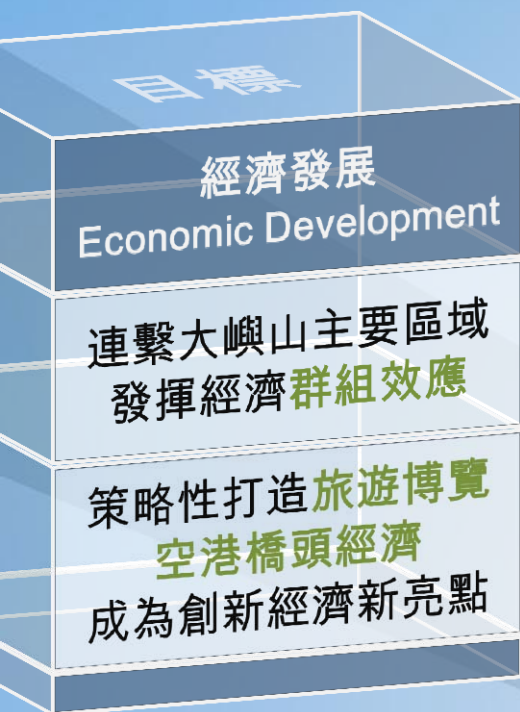 目標
經濟發展
Economic Development
連繫大嶼山主要區域
發揮經濟群組效應
策略性打造旅遊博覽
空港橋頭經濟
成為創新經濟新亮點